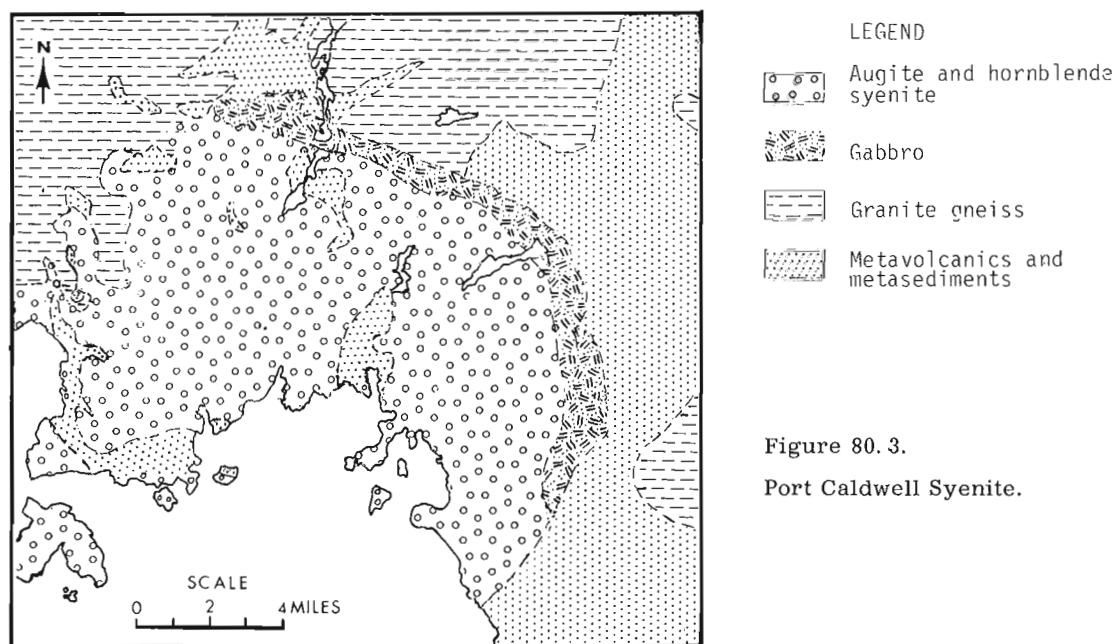 N
SCALE
0 2 4 MILES
LEGEND
Augite and hornblende
syenite
Gabbro
Granite gneiss
Metavolcanics and
metasediments
Figure 80.3.
Port Caldwell Syenite.